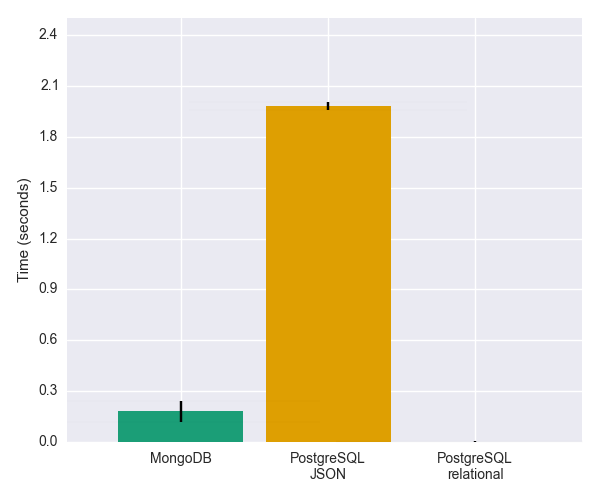 2.4
2.1
1.8
1.5
1.2
0.9
0.6
0.3
0.0
Time (seconds)
MongoDB
PostgreSQL
JSON
PostgreSQL
relational